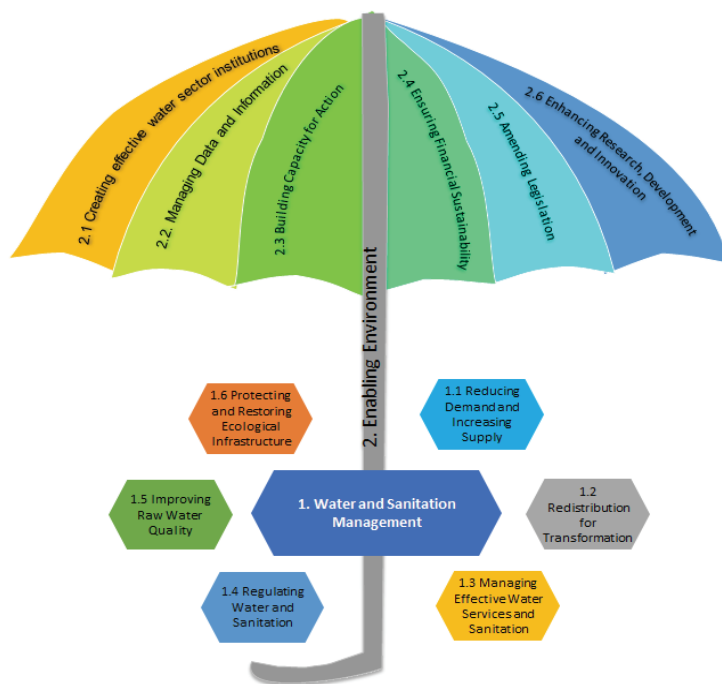 2.1 Creating effective water sector institutions
2.2. Managing Data and Information
2.3 Building Capacity for Action
2.4 Ensuring Financial Sustainability
2.5 Amending Legislation
2.6 Enhancing Research, Development
and Innovation
2. Enabling Environment
1.6 Protecting
and Restoring
Ecological
Infrastructure
1.1 Reducing
Demand and
Increasing
Supply
1.5 Improving
Raw Water
Quality
1. Water and Sanitation
Management
1.2
Redistribution
for
Transformation
1.4 Regulating
Water and
Sanitation
1.3 Managing
Effective Water
Services and
Sanitation